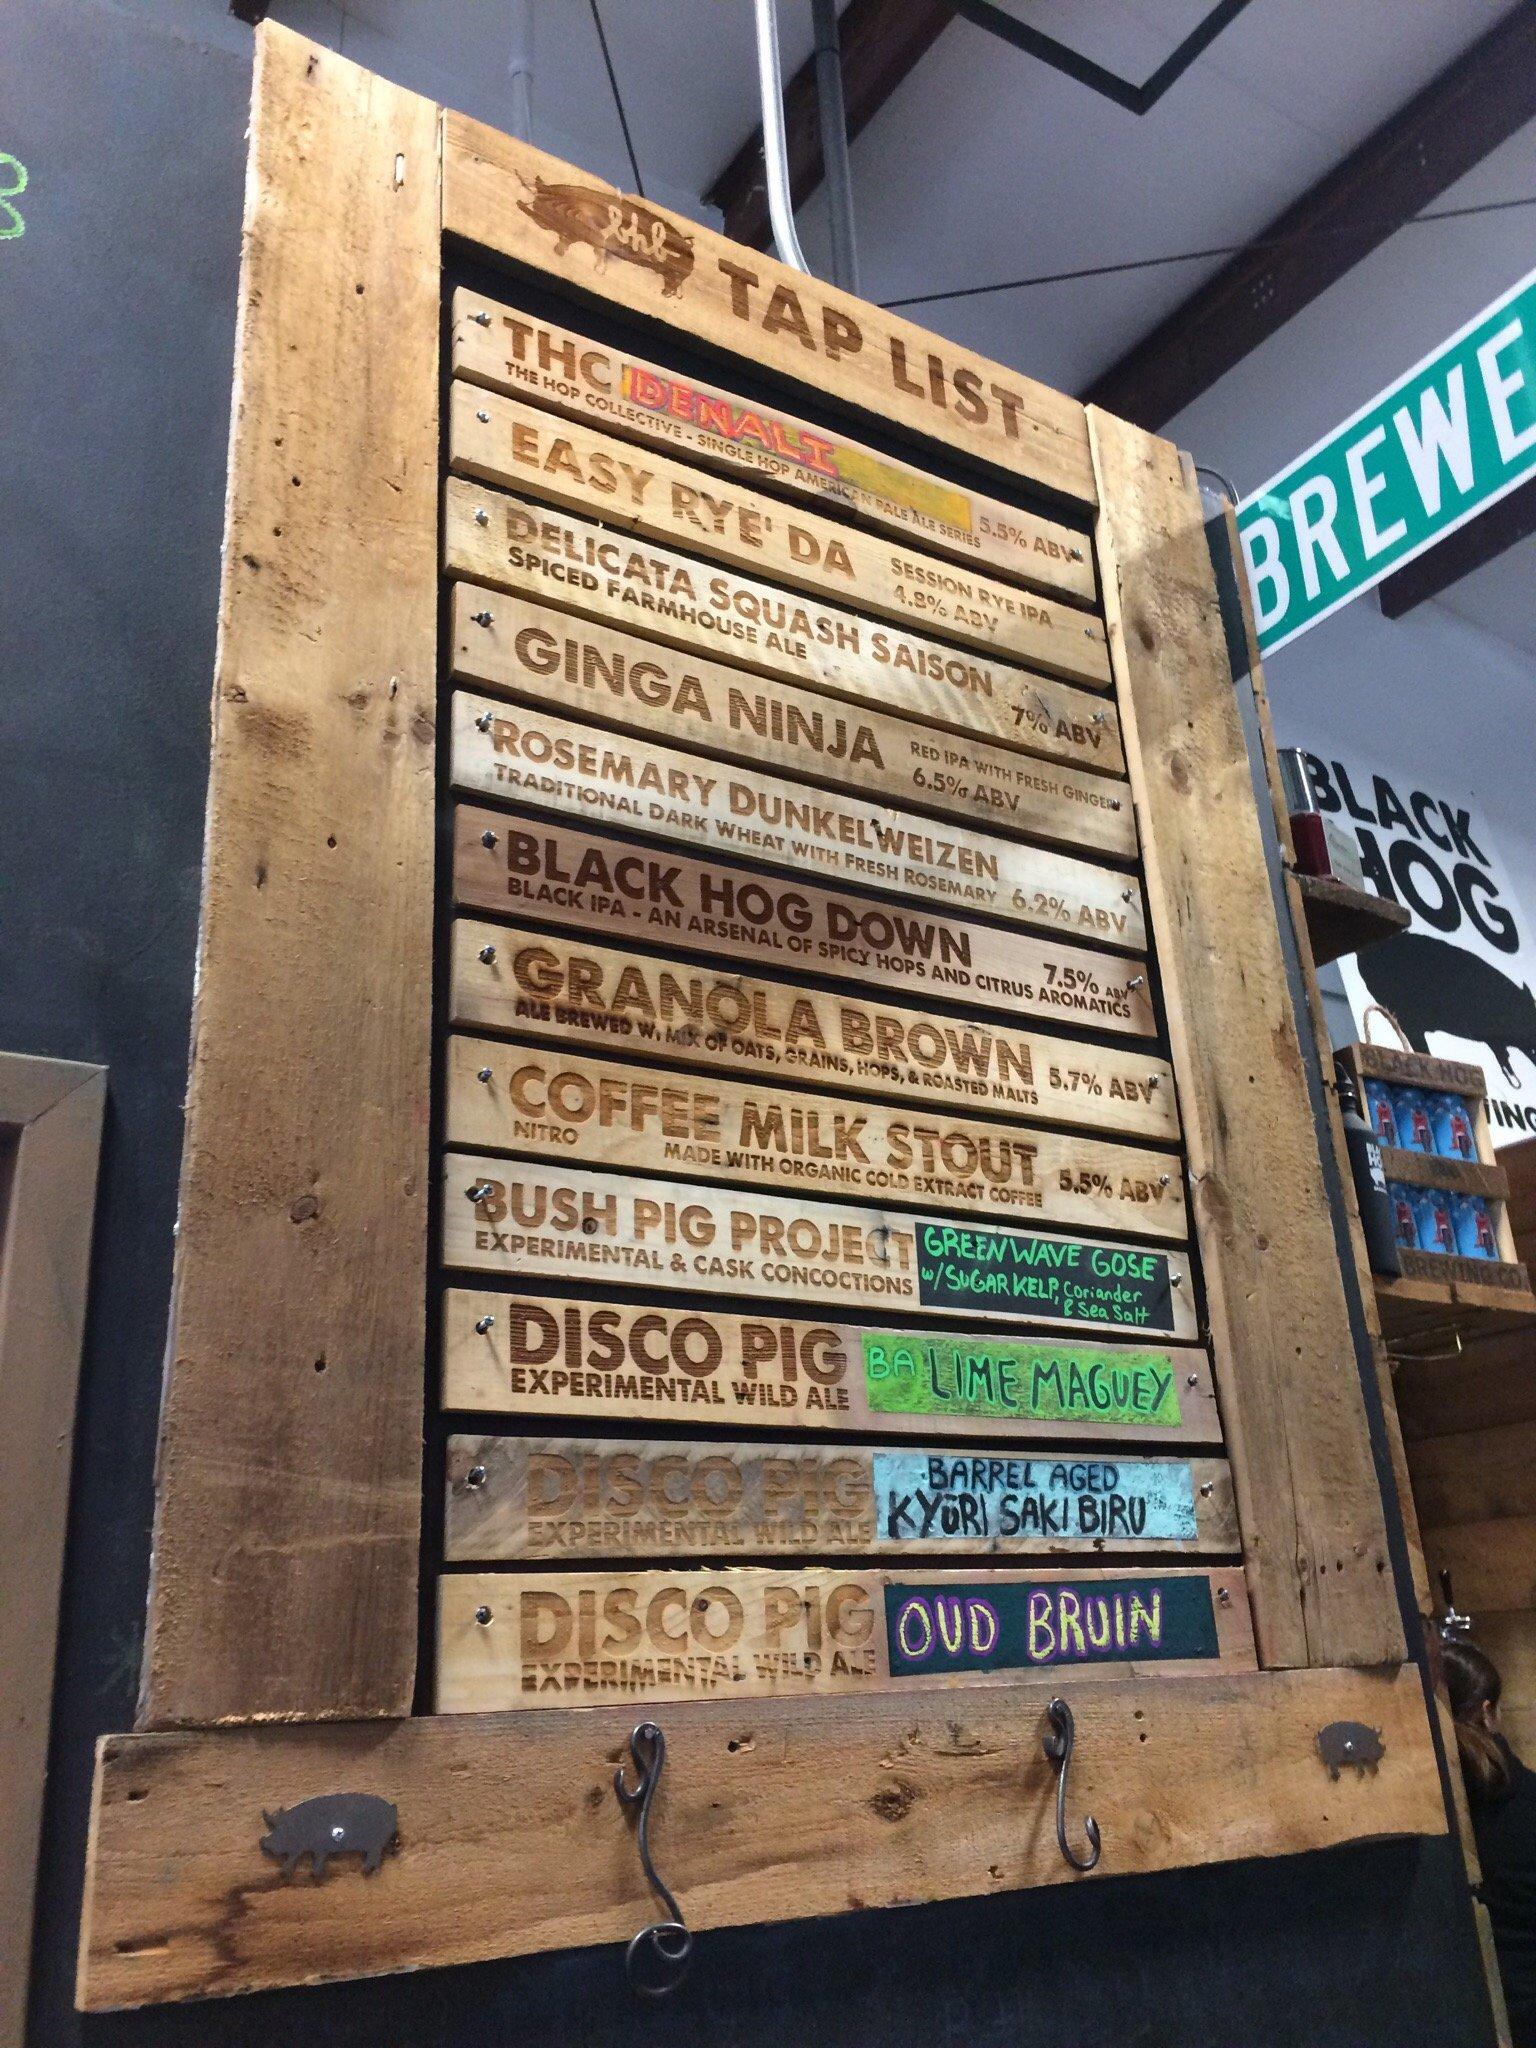 bhb TAP LIST
THC DENALI
THE HOP COLLECTIVE - SINGLE HOP AMERICAN PALE ALE SERIES 5.5% ABV
EASY RYE' DA SESSION RYE IPA
4.8% ABV
DELICATA SQUASH SAISON
SPICED FARMHOUSE ALE 7% ABV
GINGA NINJA RED IPA WITH FRESH GINGER
6.5% ABV
ROSEMARY DUNKELWEIZEN
TRADITIONAL DARK WHEAT WITH FRESH ROSEMARY 6.2% ABV
BLACK HOG DOWN 7.5% ABV
BLACK IPA - AN ARSENAL OF SPICY HOPS AND CITRUS AROMATICS
GRANOLA BROWN 5.7% ABV
ALE BREWED W. MIX OF OATS, GRAINS, HOPS, & ROASTED MALTS
COFFEE MILK STOUT 5.5% ABV
NITRO MADE WITH ORGANIC COLD EXTRACT COFFEE
BUSH PIG PROJECT GREENWAVE GOSE
EXPERIMENTAL & CASK CONCOCTIONS w/ SUGAR KELP, Coriander
& Sea Salt
DISCO PIG BA LIME MAGUEY
EXPERIMENTAL WILD ALE
DISCO PIG BARREL AGED
EXPERIMENTAL WILD ALE KYŪRI SAKI BIRU
DISCO PIG OUD BRUIN
EXPERIMENTAL WILD ALE
BREWE
BLACK
HOG
BLACK HOG
BREWING CO.